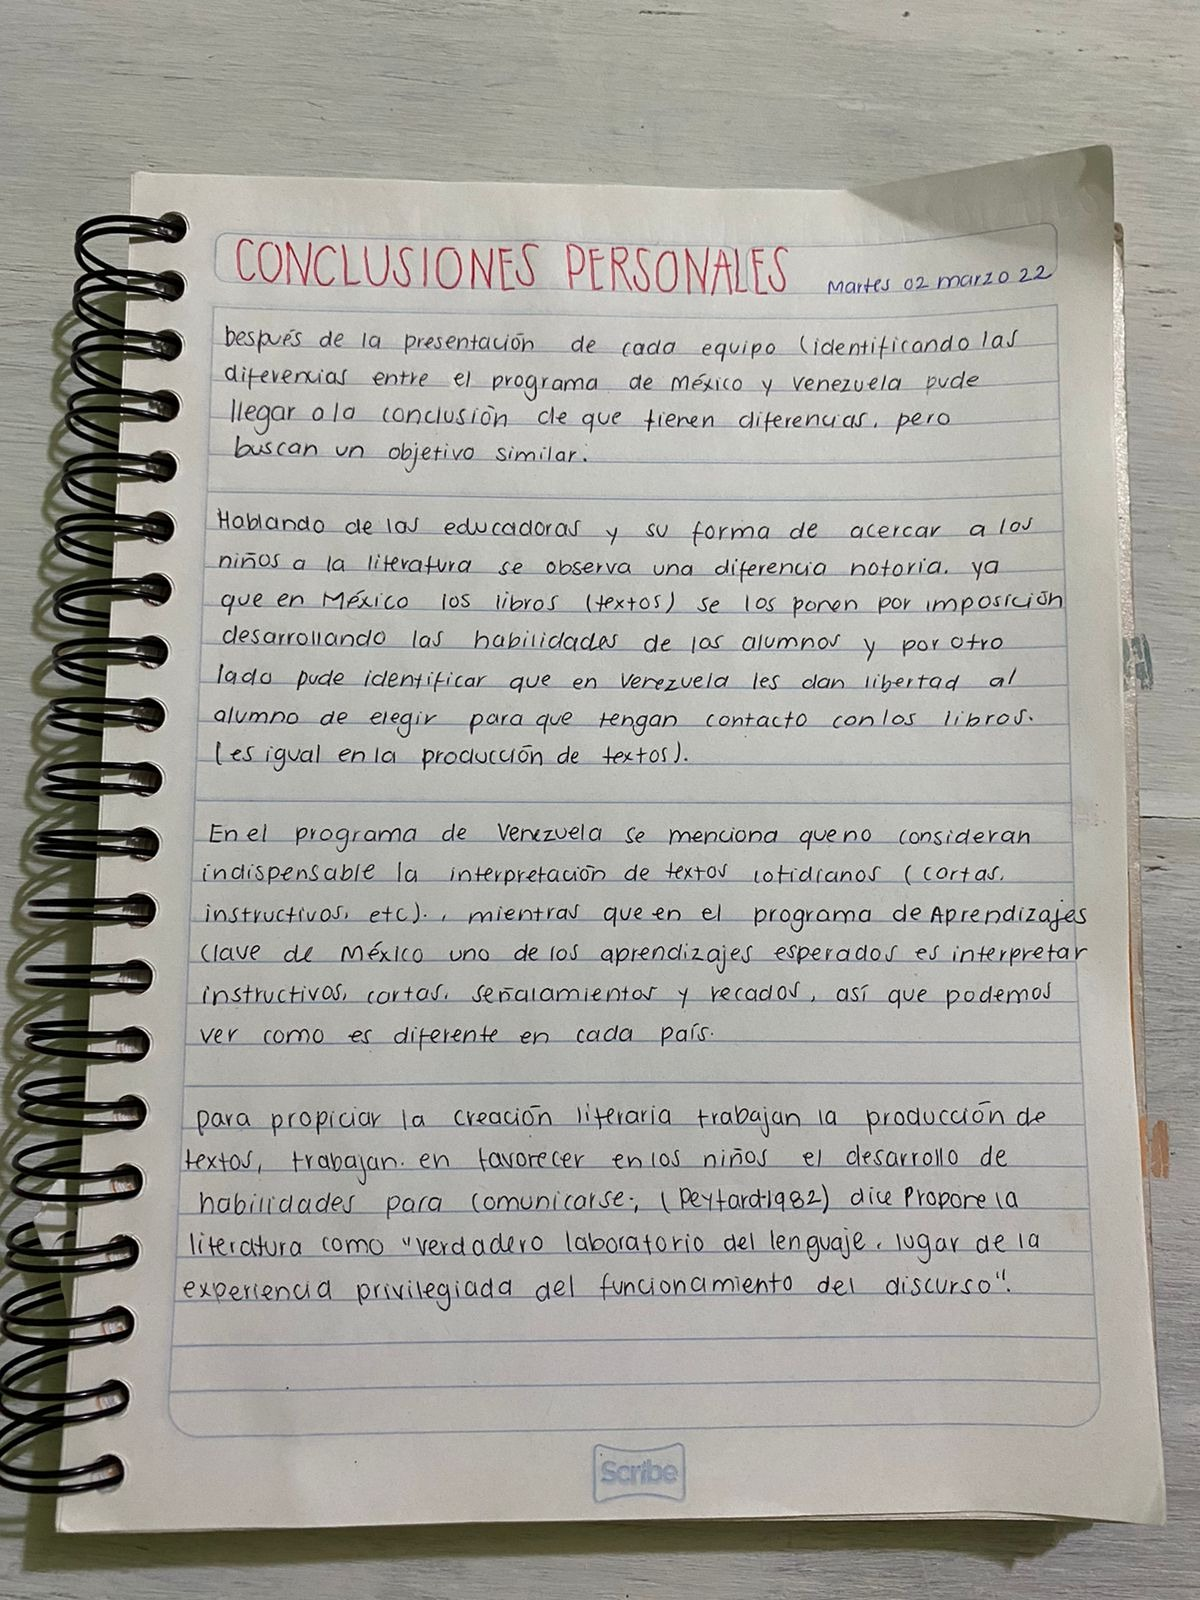 CONCLUSIONES PERSONALES Martes 02 marzo 22
Después de la presentación de cada equipo (identificando las
diferencias entre el programa de México y Venezuela pude
llegar a la conclusión de que tienen diferencias, pero
buscan un objetivo similar.
Hablando de las educadoras y su forma de acercar a los
niños a la literatura se observa una diferencia notoria. ya
que en México los libros (textos) se los ponen por imposición
desarrollando las habilidades de los alumnos y por otro
lado pude identificar que en Venezuela les dan libertad al
alumno de elegir para que tengan contacto con los libros.
(es igual en la producción de textos).
En el programa de Venezuela se menciona que no consideran
indispensable la interpretación de textos cotidianos (cartas,
instructivos, etc)., mientras que en el programa de Aprendizajes
Clave de México uno de los aprendizajes esperados es interpretar
instructivos, cartas, señalamientos y recados, así que podemos
ver como es diferente en cada país.
para propiciar la creación literaria trabajan la producción de
textos, trabajan. en favorecer en los niños el desarrollo de
habilidades para comunicarse;, (Peytard-1982) dice Propone la
literatura como "verdadero laboratorio del lenguaje, lugar de la
experiencia privilegiada del funcionamiento del discurso".
Scribe